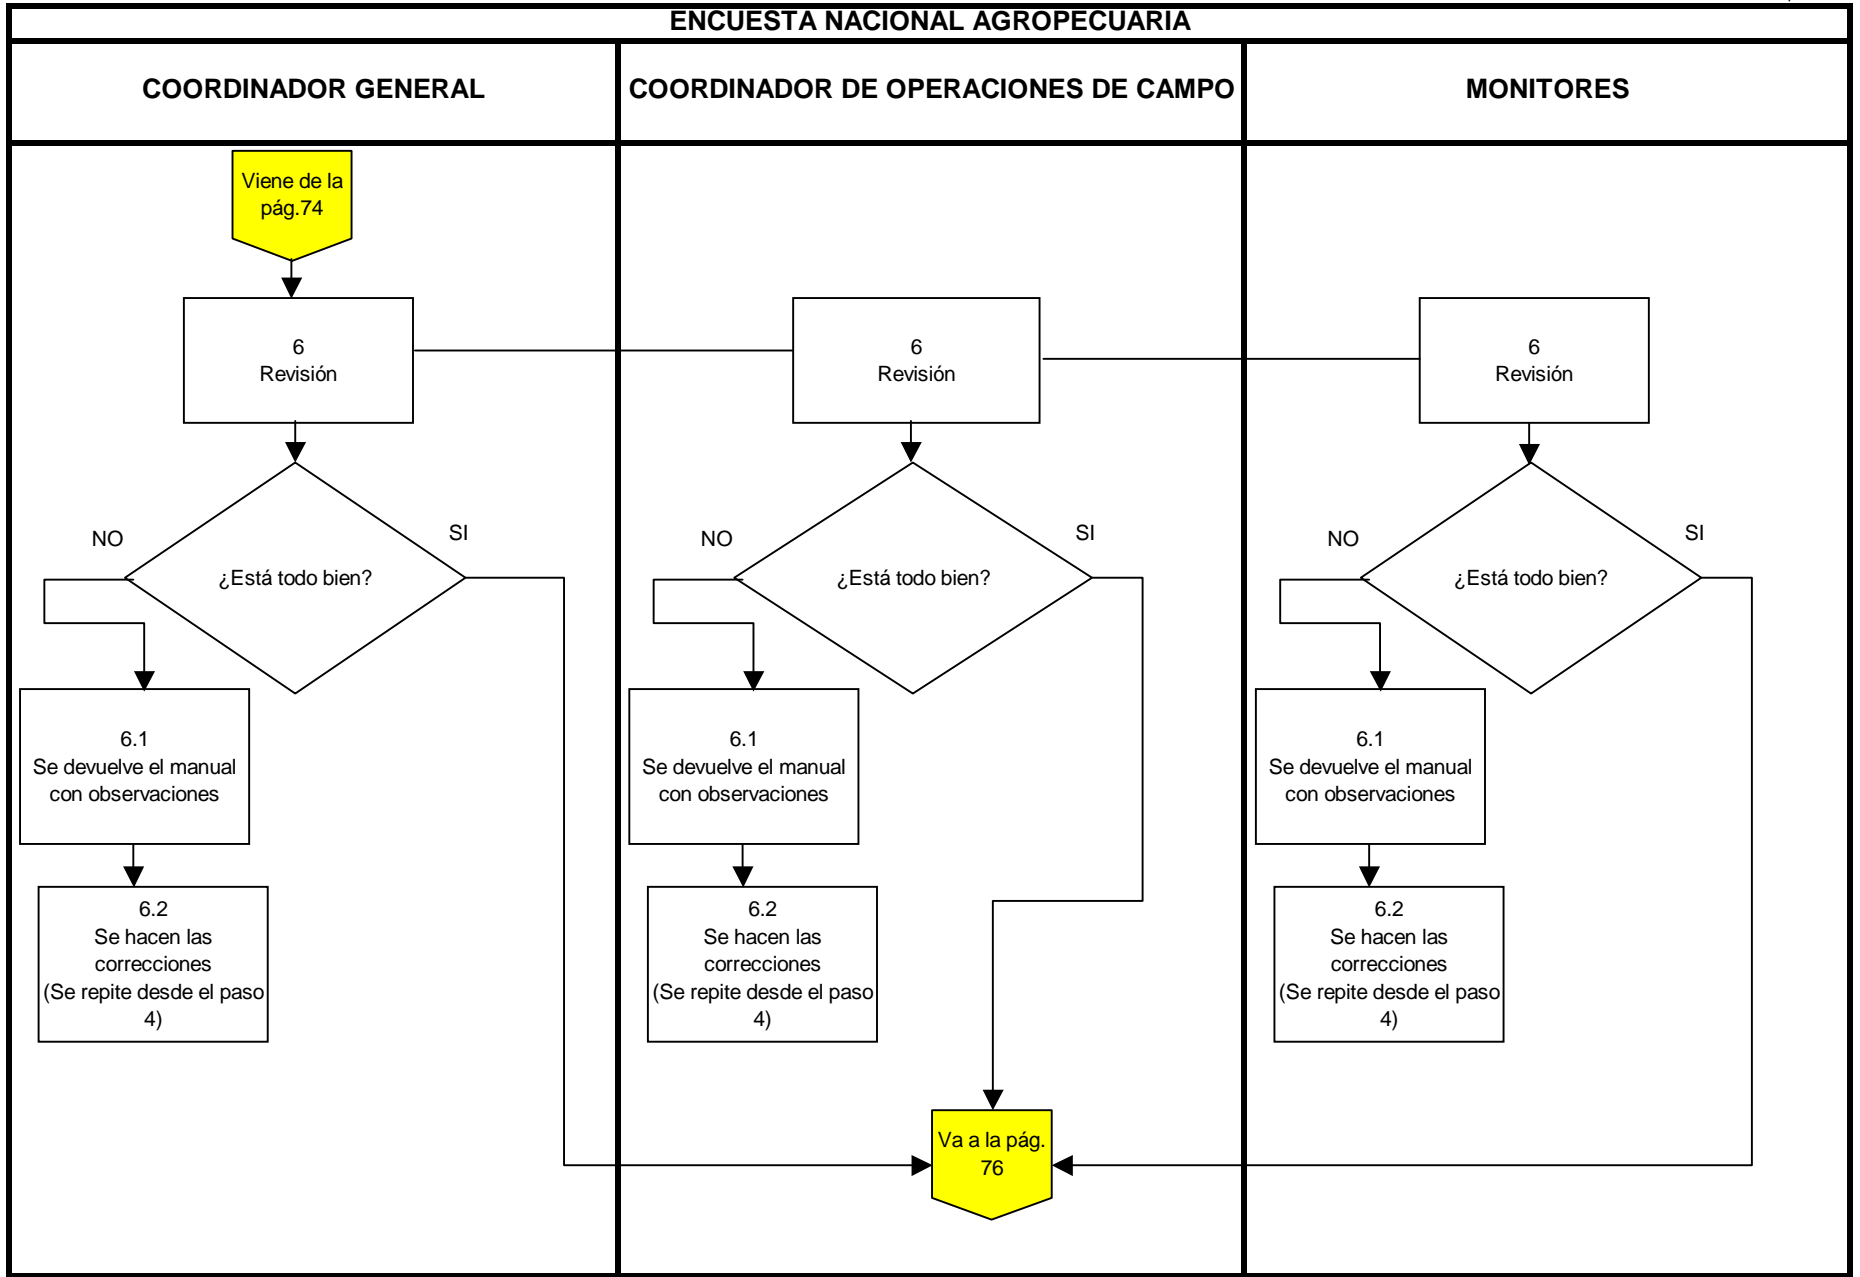 ENCUESTA NACIONAL AGROPECUARIA
COORDINADOR GENERAL
COORDINADOR DE OPERACIONES DE CAMPO
MONITORES
Viene de la
pág.74
6
Revisión
6
Revisión
6
Revisión
NO
SI
¿Está todo bien?
NO
SI
¿Está todo bien?
NO
SI
¿Está todo bien?
6.1
Se devuelve el manual
con observaciones
6.1
Se devuelve el manual
con observaciones
6.1
Se devuelve el manual
con observaciones
6.2
Se hacen las
correcciones
(Se repite desde el paso
4)
6.2
Se hacen las
correcciones
(Se repite desde el paso
4)
6.2
Se hacen las
correcciones
(Se repite desde el paso
4)
Va a la pág.
76